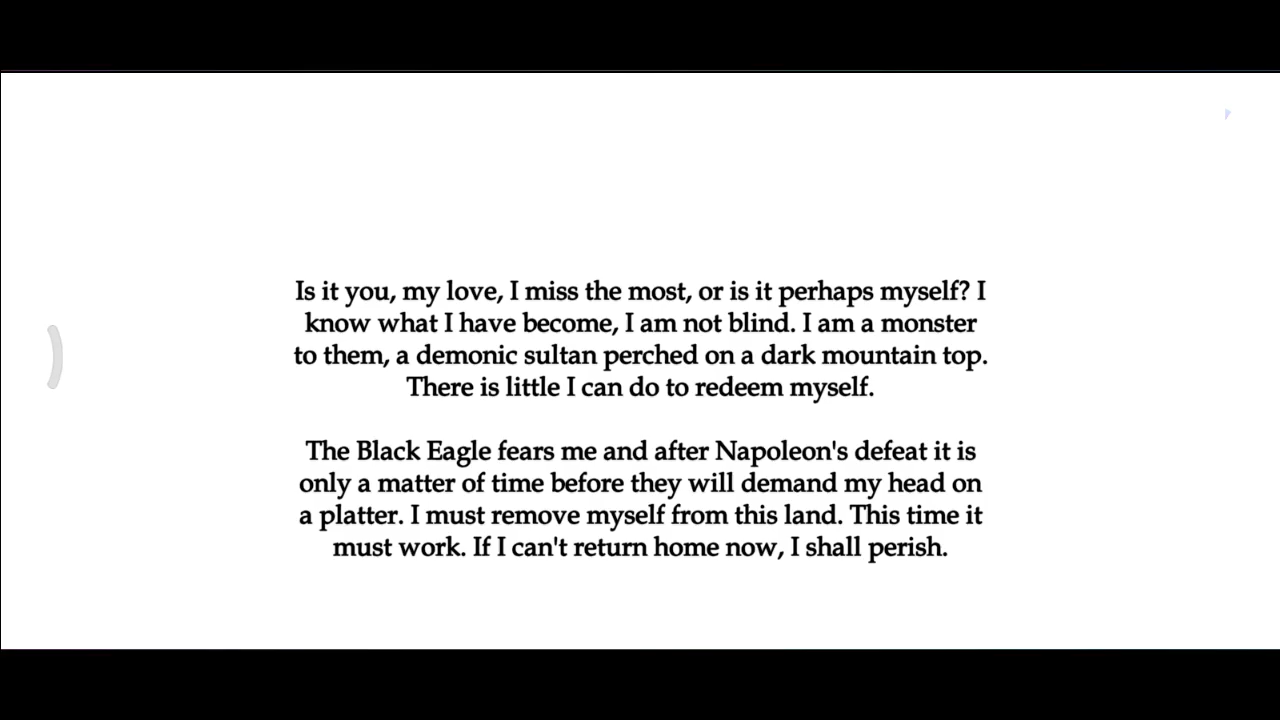 Is it you, my love, I miss the most, or is it perhaps myself? I
know what I have become, I am not blind. I am a monster
to them, a demonic sultan perched on a dark mountain top.
There is little I can do to redeem myself.
The Black Eagle fears me and after Napoleon's defeat it is
only a matter of time before they will demand my head on
a platter. I must remove myself from this land. This time it
must work. If I can't return home now, I shall perish.